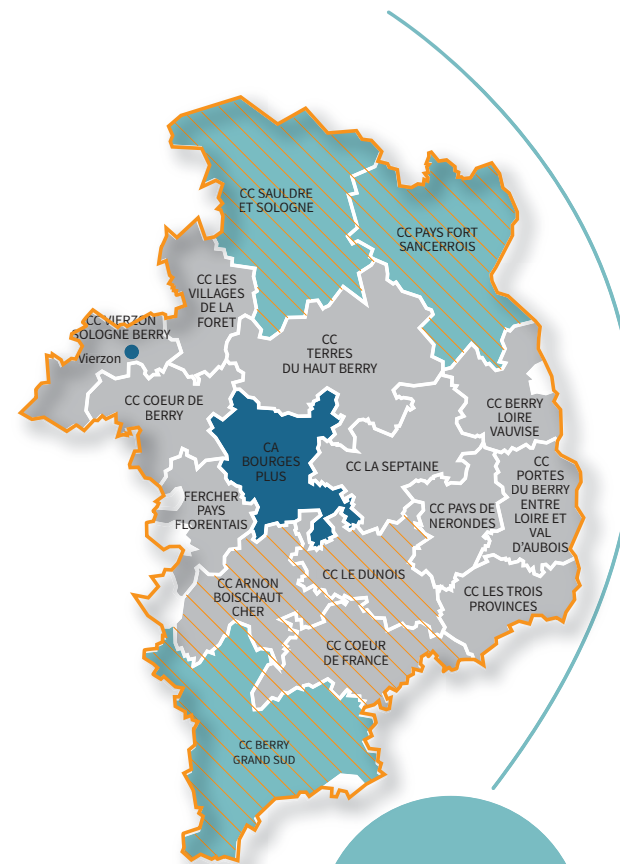 CC SAULDRE
ET SOLOGNE
CC PAYS FORT
SANCERROIS
CC LES
VILLAGES
DE LA
FORET
CC VIERZON
SOLOGNE BERRY
Vierzon
CC
TERRES
DU HAUT BERRY
CC COEUR DE
BERRY
CC BERRY
LOIRE
VAUVISE
CA
BOURGES
PLUS
CC LA SEPTAINE
CC
PORTES
DU BERRY
ENTRE
LOIRE ET
VAL
D'AUBOIS
FERCHER
PAYS
FLORENTAIS
CC PAYS DE
NERONDES
CC ARNON
BOISCHAUT
CHER
CC LE DUNOIS
CC LES TROIS
PROVINCES
CC COEUR
DE FRANCE
CC BERRY
GRAND SUD